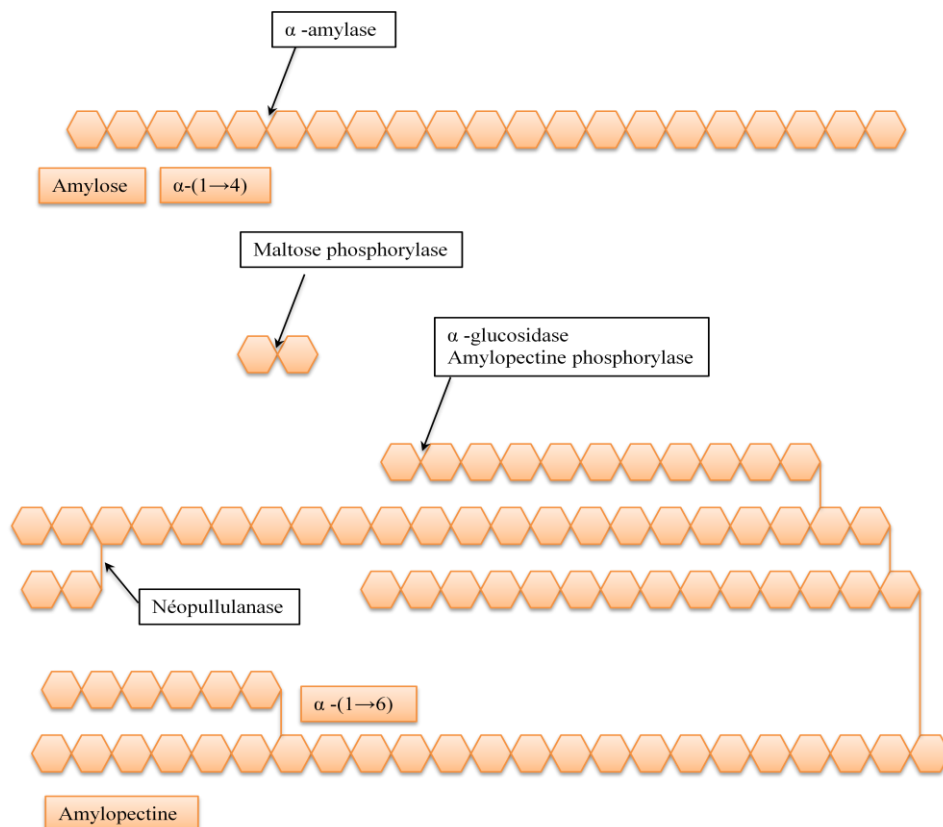 α -amylase
Amylose
α-(1→4)
Maltose phosphorylase
α -glucosidase
Amylopectine phosphorylase
Néopullulanase
α -(1→6)
Amylopectine